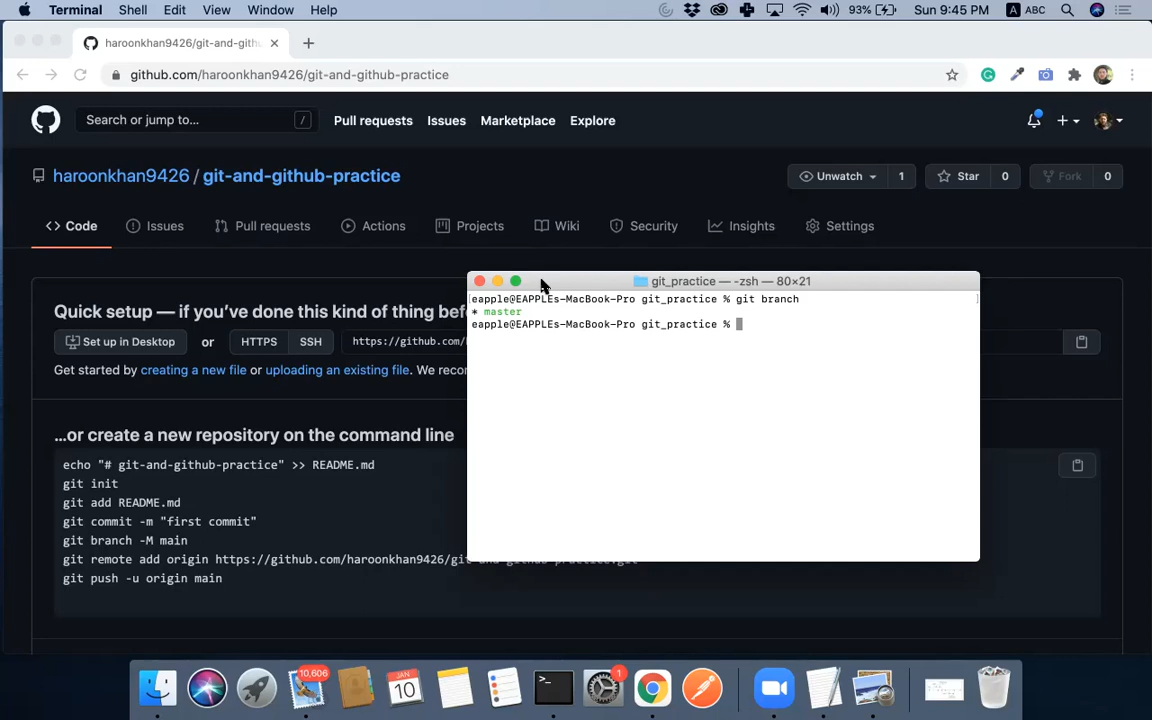 Terminal Shell Edit View Window Help 93% Sun 9:45 PM A ABC
haroonkhan9426/git-and-gith
github.com/haroonkhan9426/git-and-github-practice
Search or jump to... / Pull requests Issues Marketplace Explore
haroonkhan9426 / git-and-github-practice Unwatch 1 Star 0 Fork 0
Code Issues Pull requests Actions Projects Wiki Security Insights Settings
git_practice — -zsh — 80×21
eapple@EAPPLEs-MacBook-Pro git_practice % git branch
* master
eapple@EAPPLEs-MacBook-Pro git_practice %
Quick setup — if you've done this kind of thing bef
Set up in Desktop or HTTPS SSH https://github.com/
Get started by creating a new file or uploading an existing file. We
...or create a new repository on the command line
echo "# git-and-github-practice" >> README.md
git init
git add README.md
git commit -m "first commit"
git branch -M main
git remote add origin https://github.com/haroonkhan9426/git-and-github-practice.git
git push -u origin main
10,606
JAN
10
1